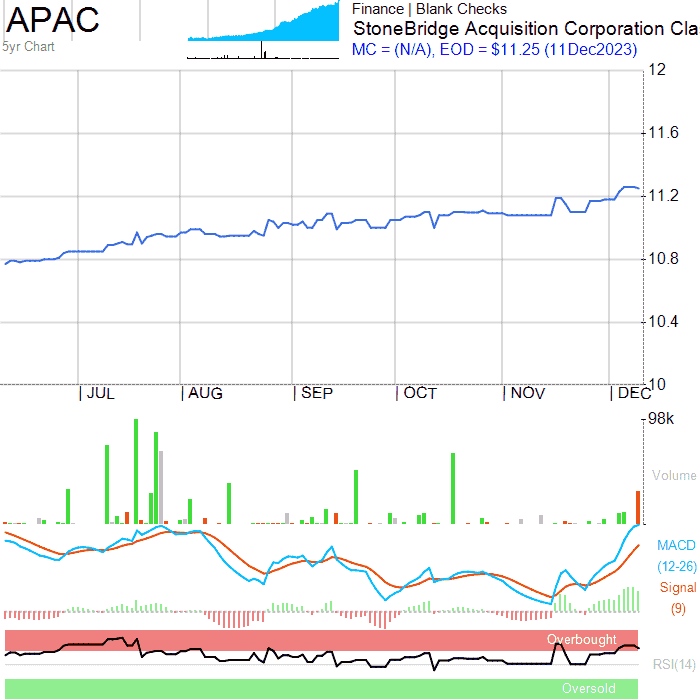 APAC
5yr Chart
Finance | Blank Checks
StoneBridge Acquisition Corporation Cla
MC = (N/A), EOD = $11.25 (11Dec2023)
12
11.6
11.2
10.8
10.4
10
| JUL | AUG | SEP | OCT | NOV | DEC
98k
Volume
MACD
(12-26)
Signal
(9)
Overbought
RSI(14)
Oversold